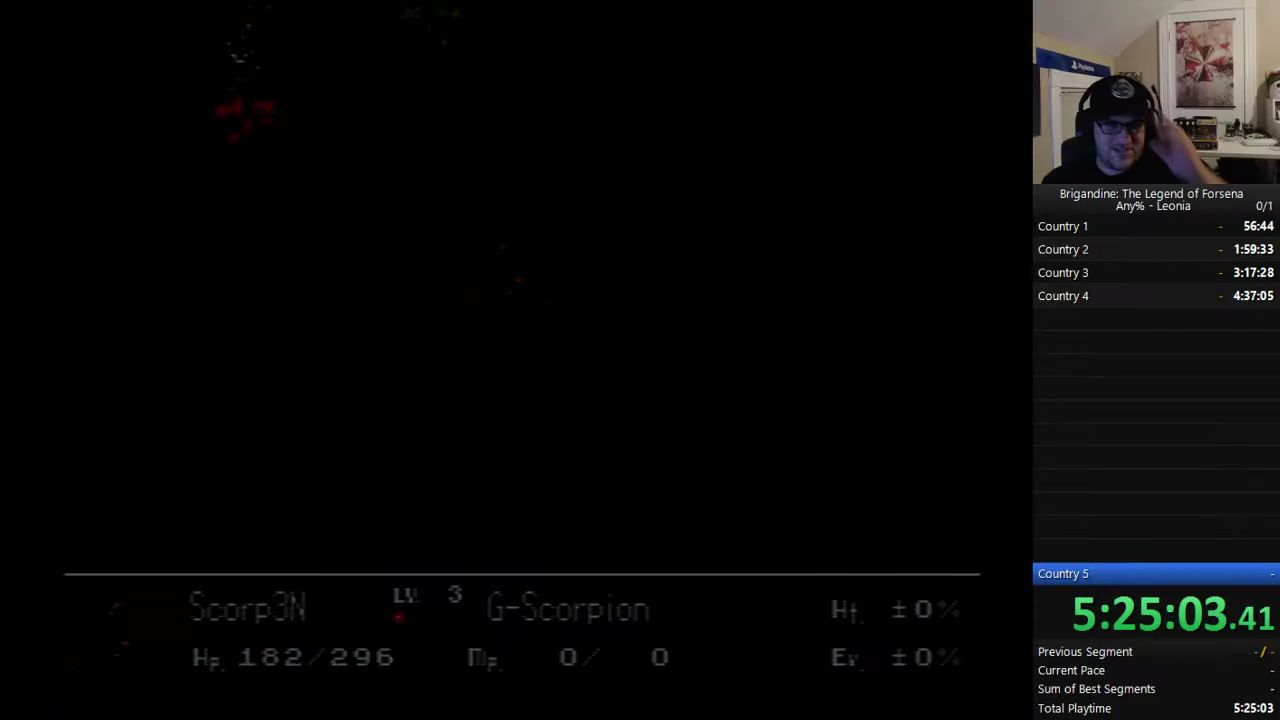 PlayStation
Brigandine: The Legend of Forsena
Any% - Leonia 0/1
Country 1 - 56:44
Country 2 - 1:59:33
Country 3 - 3:17:28
Country 4 - 4:37:05
Country 5 -
5:25:03.41
Previous Segment - / -
Current Pace -
Sum of Best Segments -
Total Playtime 5:25:03
Scorp3N Lv. 3 G-Scorpion Ht. ±0%
Hp. 182/296 Mp. 0/ 0 Ev. ±0%